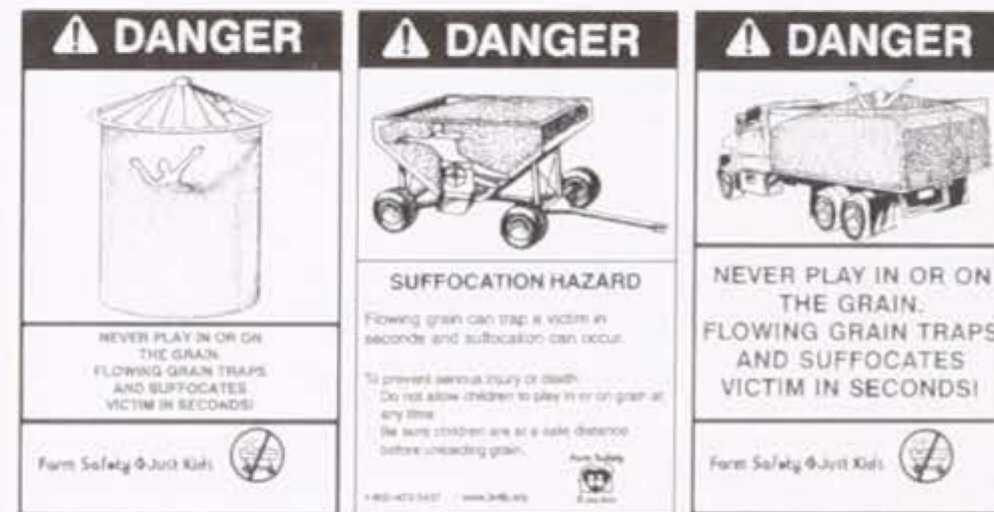 DANGER
NEVER PLAY IN OR ON
THE GRAIN.
FLOWING GRAIN TRAPS
AND SUFFOCATES
VICTIM IN SECONDS!
Farm Safety 4 Just Kids
DANGER
SUFFOCATION HAZARD
Flowing grain can trap a victim in
seconds and suffocation can occur.
To prevent serious injury or death
Do not allow children to play in or on grain at
any time
Be sure children are at a safe distance
before unloading grain.
Farm Safety
DANGER
NEVER PLAY IN OR ON
THE GRAIN.
FLOWING GRAIN TRAPS
AND SUFFOCATES
VICTIM IN SECONDS!
Farm Safety 4 Just Kids